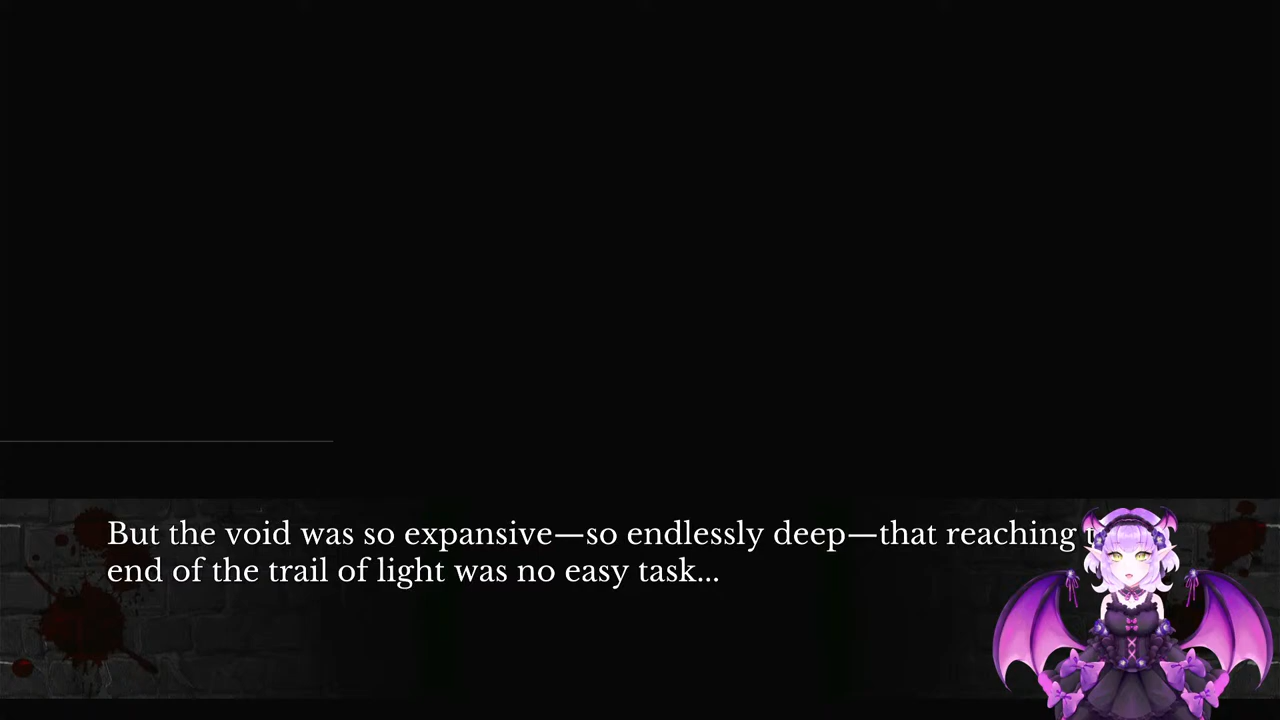 But the void was so expansive—so endlessly deep—that reaching
end of the trail of light was no easy task...